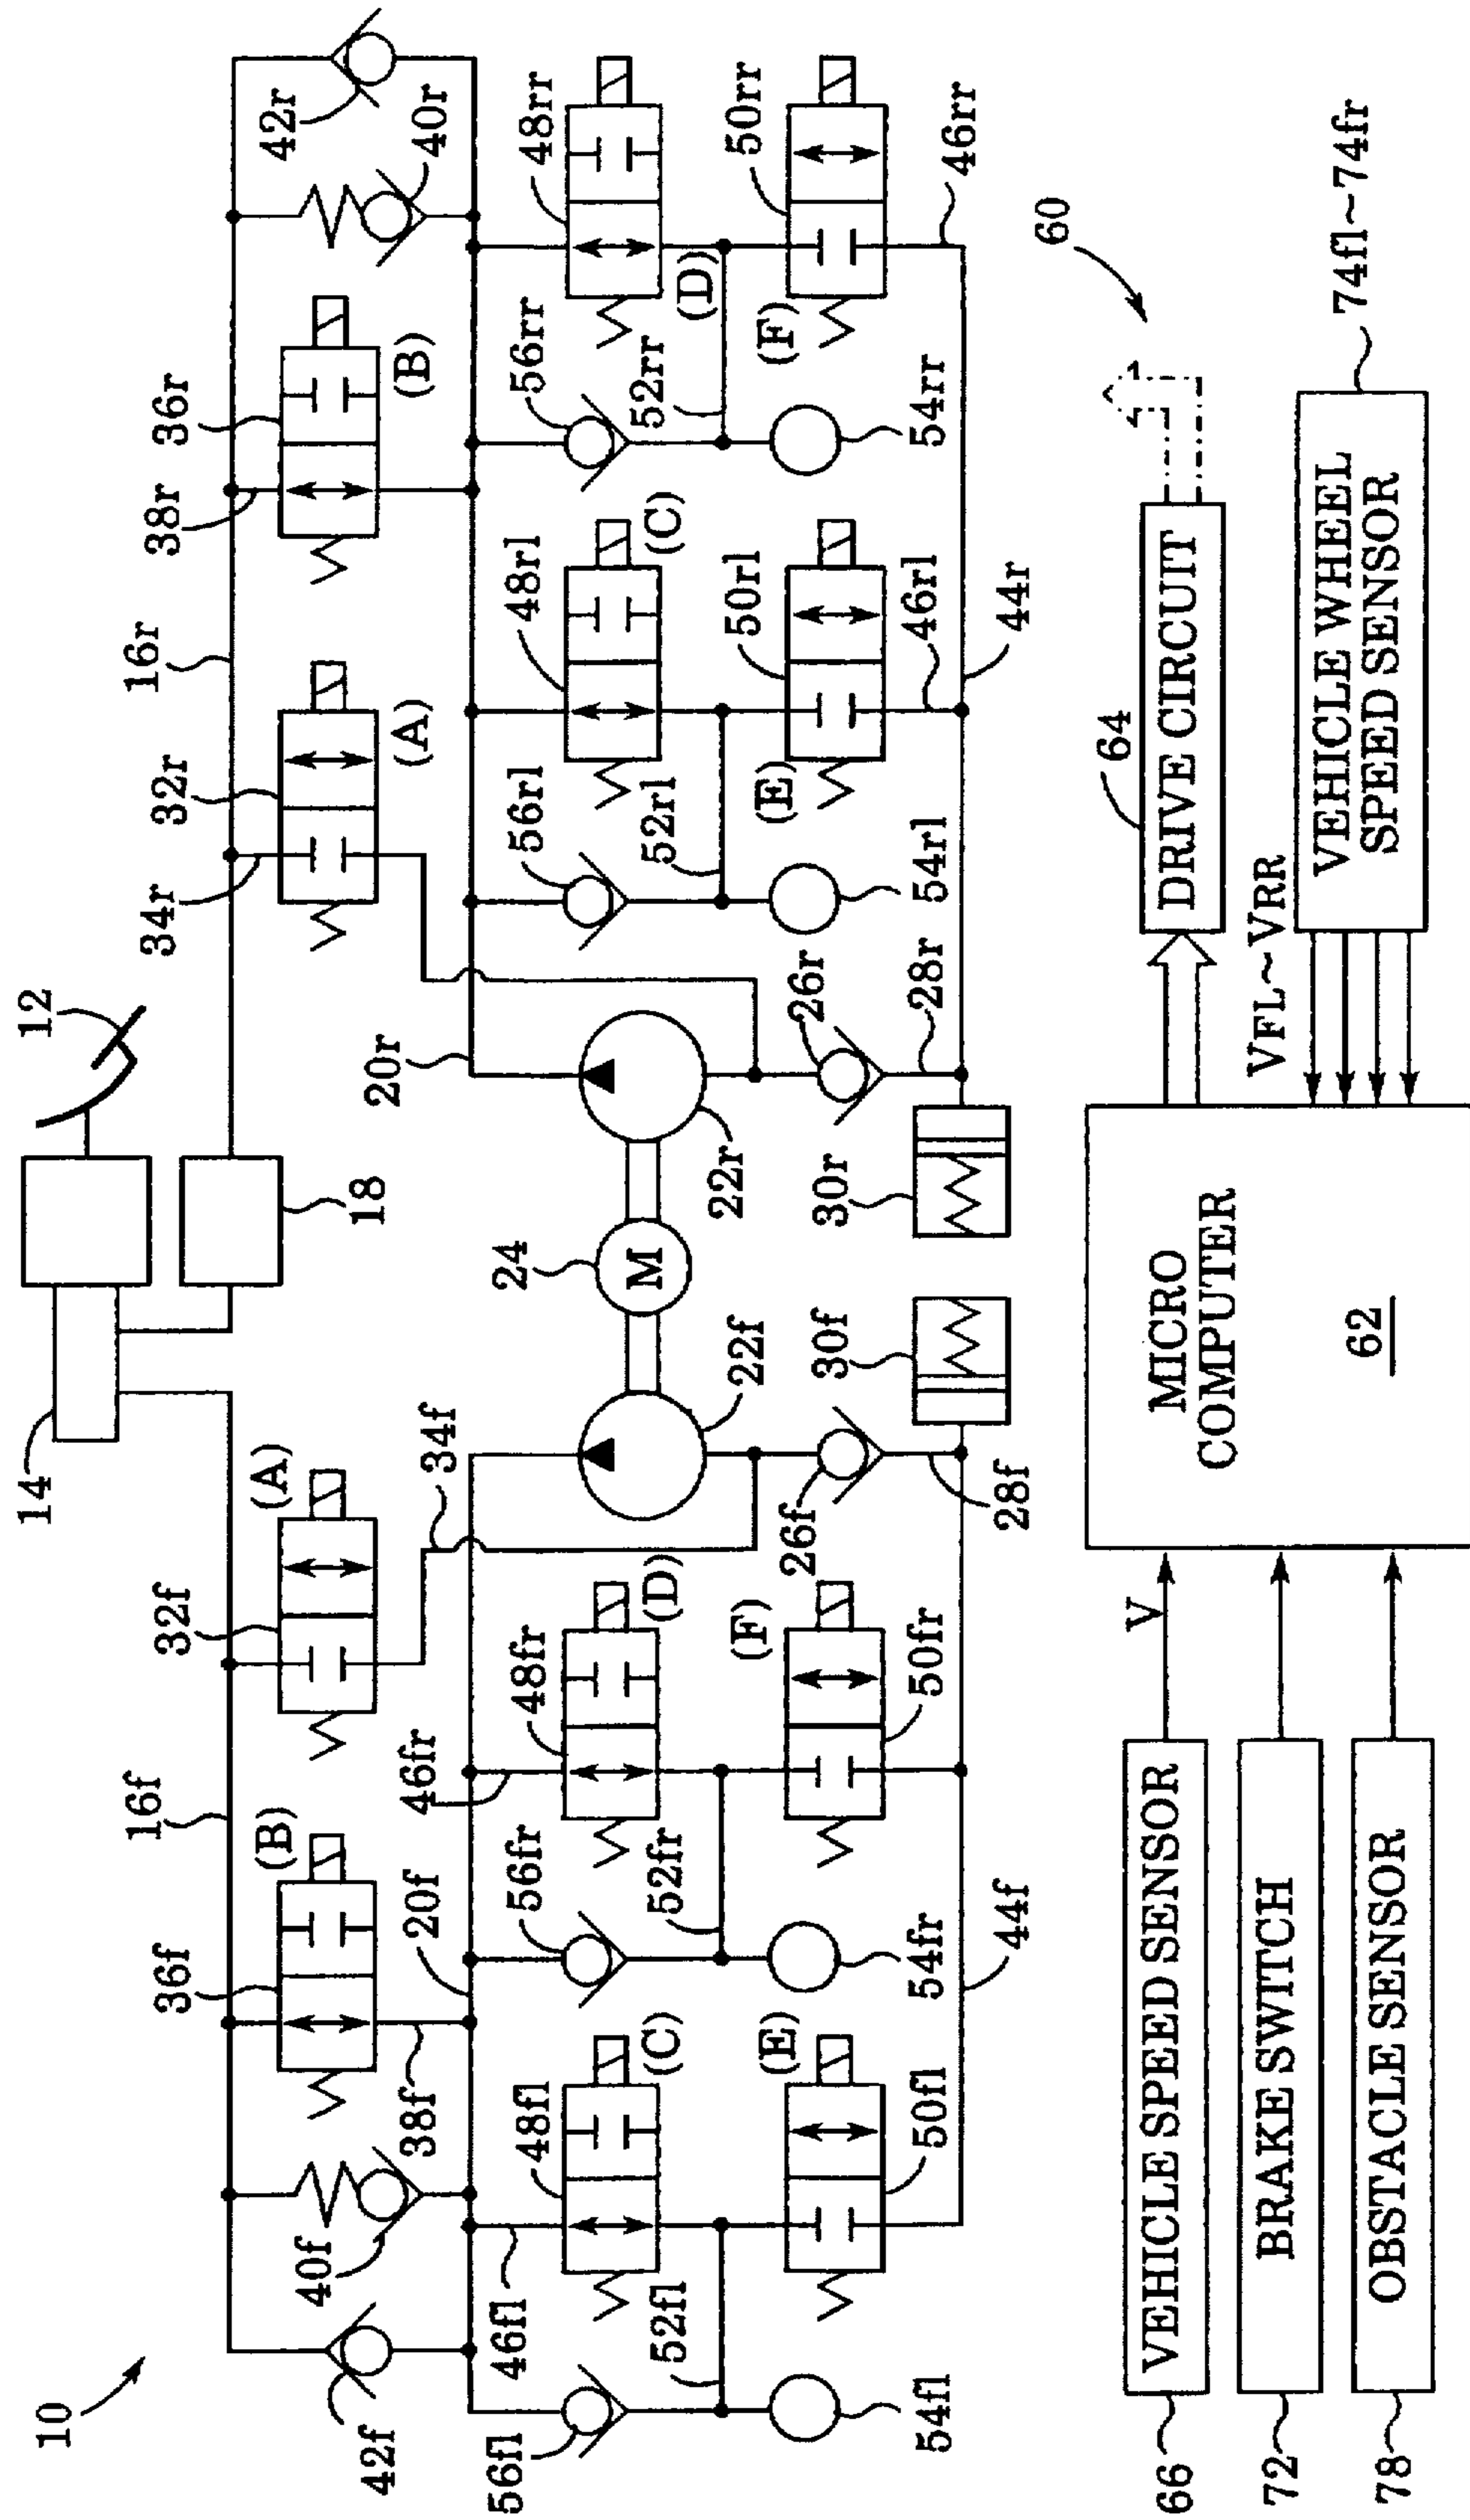 10
12
14
18
16f
16r
42f
40f
36f
(B)
32f
(A)
34f
38f
20f
20r
34r
32r
(A)
38r
36r
(B)
42r
40r
24
M
22f
22r
56fl
46fl
48fl
(C)
56fr
46fr
48fr
(D)
56rl
48rl
(C)
56rr
48rr
(D)
52fl
52fr
52rl
52rr
(E)
(F)
(E)
(F)
50fl
50fr
50rl
50rr
26f
26r
28f
28r
30f
30r
54fl
54fr
54rl
54rr
44f
44r
46rl
46rr
60
66
VEHICLE SPEED SENSOR
V
72
BRAKE SWITCH
78
OBSTACLE SENSOR
MICRO
COMPUTER
62
64
DRIVE CIRCUIT
VFL~VRR
VEHICLE WHEEL
SPEED SENSOR
74fl~74fr